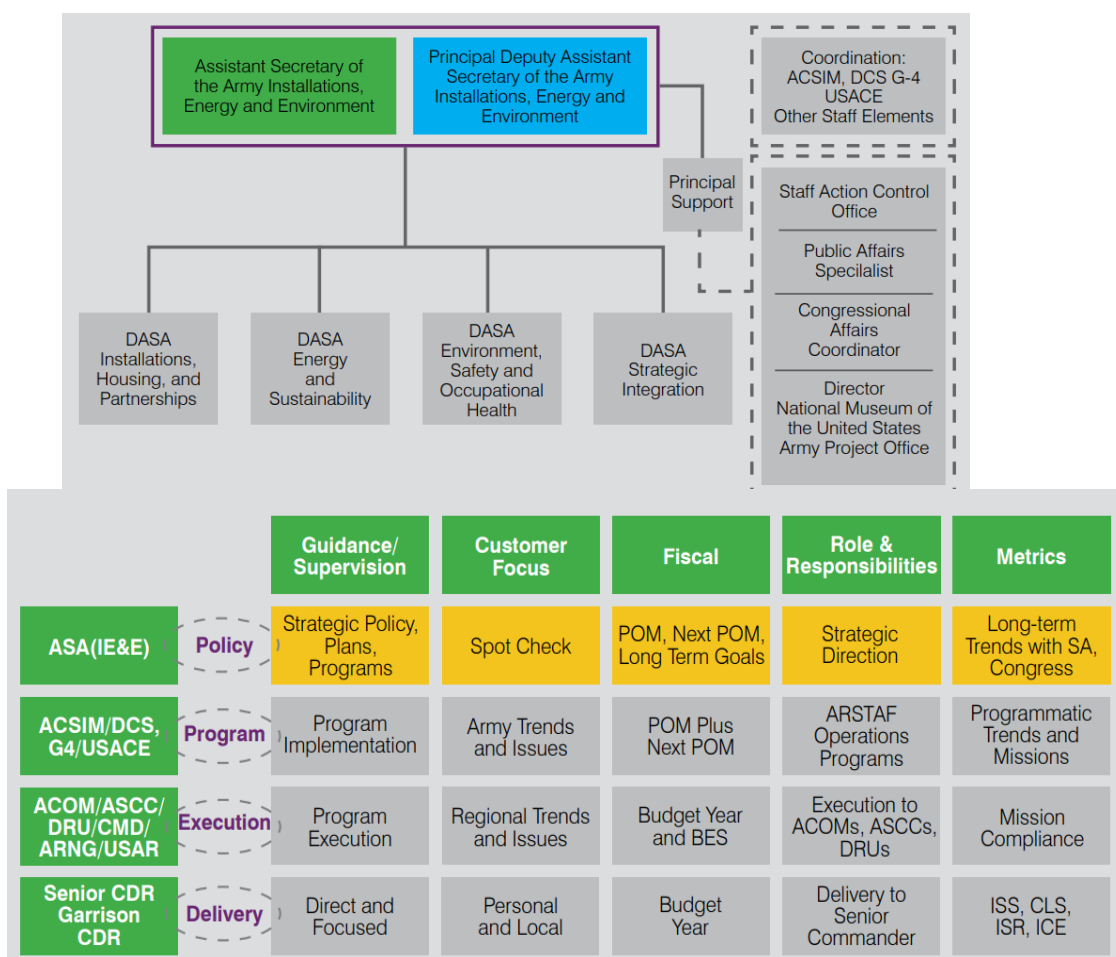 Assistant Secretary of
the Army Installations,
Energy and Environment
Principal Deputy Assistant
Secretary of the Army
Installations, Energy and
Environment
Coordination:
ACSIM, DCS G-4
USACE
Other Staff Elements
Principal
Support
Staff Action Control
Office
Public Affairs
Specilalist
Congressional
Affairs
Coordinator
Director
National Museum of
the United States
Army Project Office
DASA
Installations,
Housing, and
Partnerships
DASA
Energy
and
Sustainability
DASA
Environment,
Safety and
Occupational
Health
DASA
Strategic
Integration
Guidance/
Supervision
Customer
Focus
Fiscal
Role &
Responsibilities
Metrics
ASA(IE&E)
Policy
Strategic Policy,
Plans,
Programs
Spot Check
POM, Next POM,
Long Term Goals
Strategic
Direction
Long-term
Trends with SA,
Congress
ACSIM/DCS,
G4/USACE
Program
Program
Implementation
Army Trends
and Issues
POM Plus
Next POM
ARSTAF
Operations
Programs
Programmatic
Trends and
Missions
ACOM/ASCC/
DRU/CMD/
ARNG/USAR
Execution
Program
Execution
Regional Trends
and Issues
Budget Year
and BES
Execution to
ACOMs, ASCCs,
DRUs
Mission
Compliance
Senior CDR
Garrison
CDR
Delivery
Direct and
Focused
Personal
and Local
Budget
Year
Delivery to
Senior
Commander
ISS, CLS,
ISR, ICE